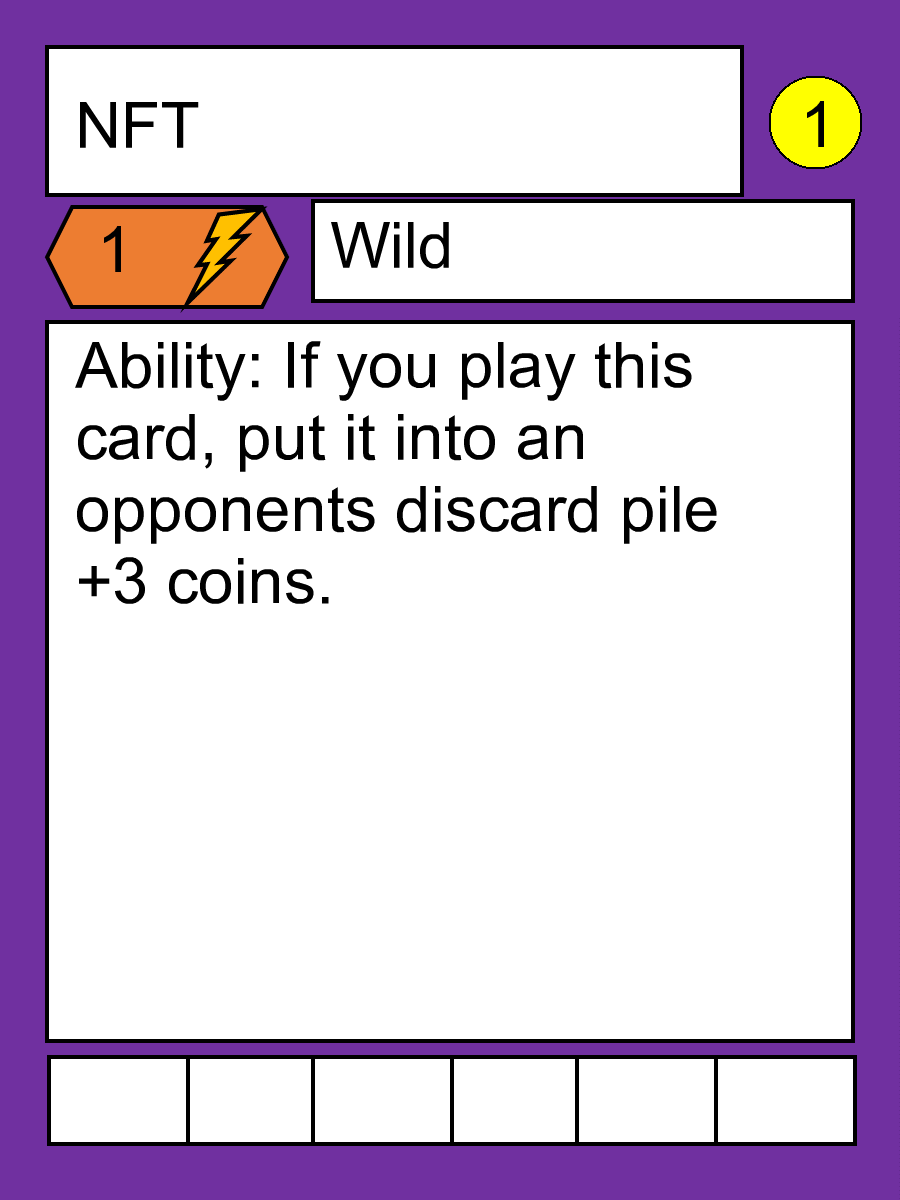 NFT
1
1
Wild
Ability: If you play this
card, put it into an
opponents discard pile
+3 coins.